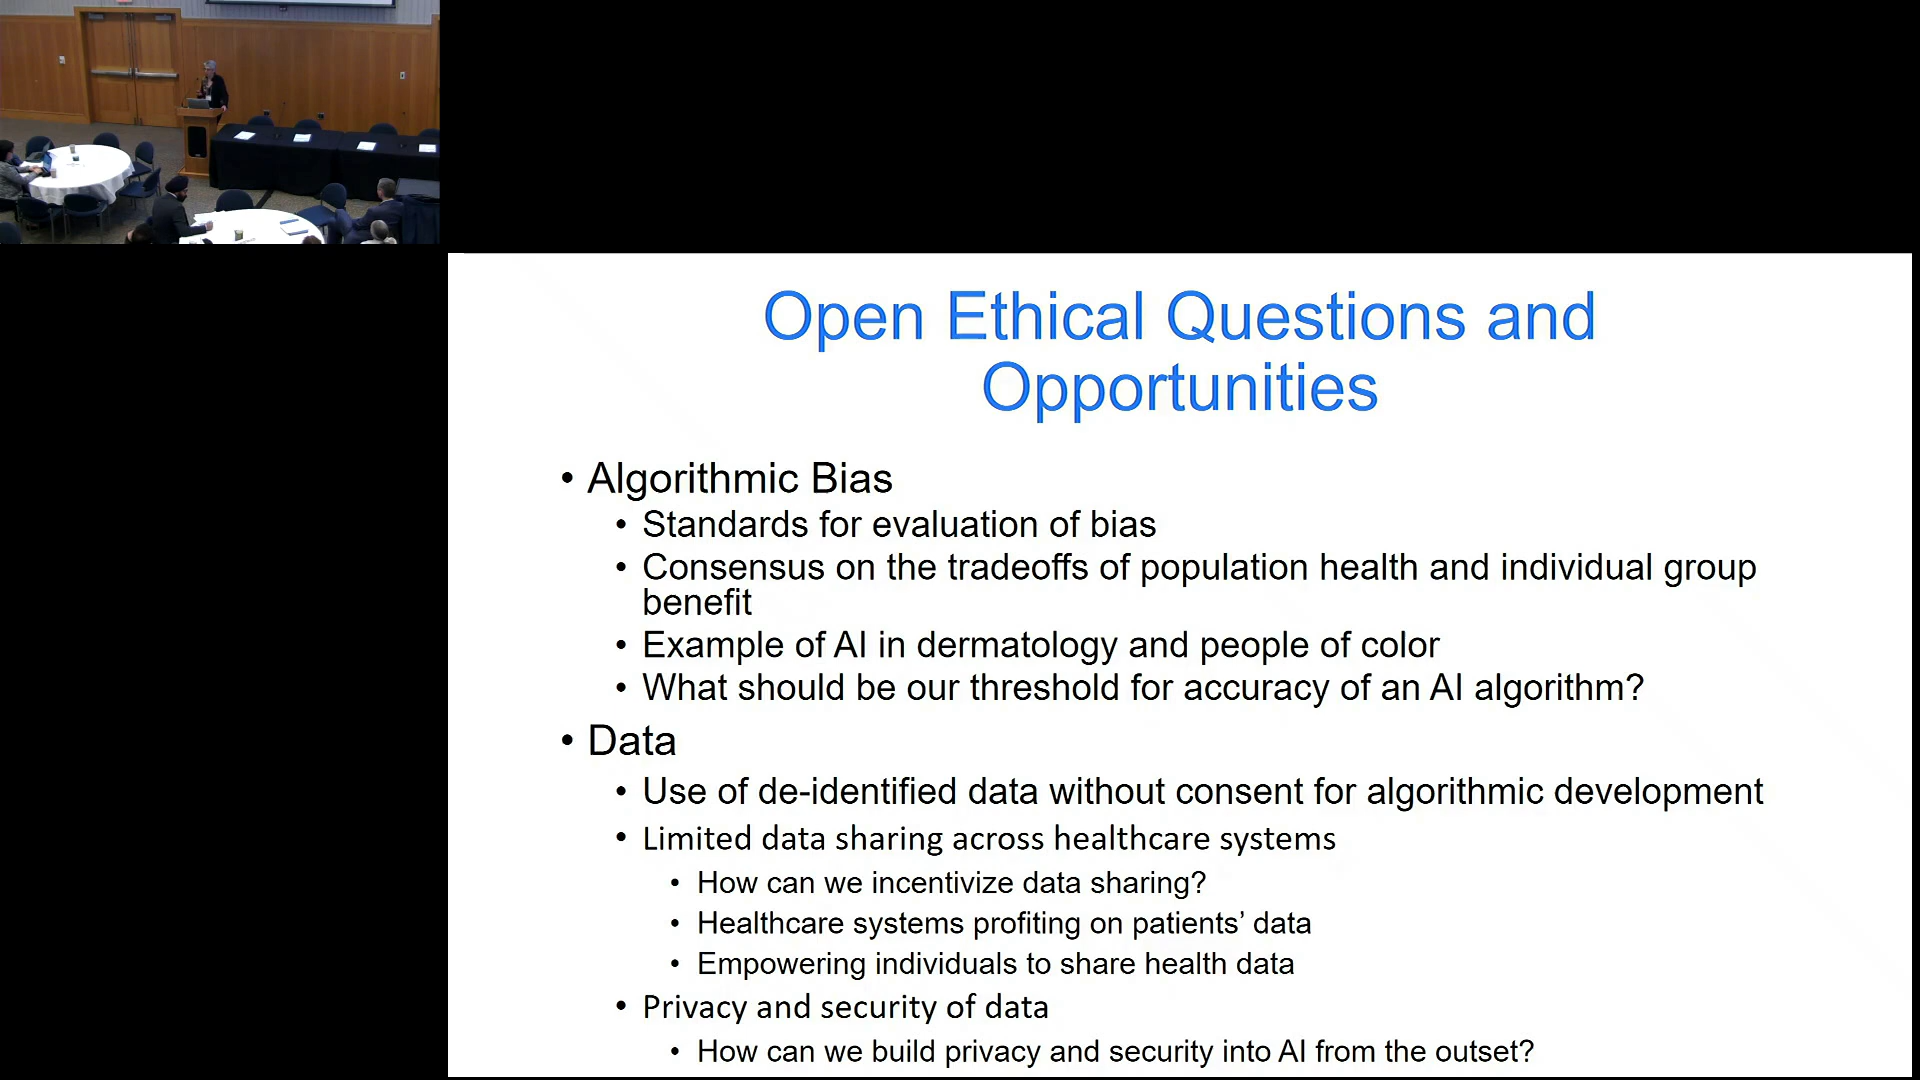 Open Ethical Questions and
Opportunities
• Algorithmic Bias
• Standards for evaluation of bias
• Consensus on the tradeoffs of population health and individual group
benefit
• Example of AI in dermatology and people of color
• What should be our threshold for accuracy of an AI algorithm?
• Data
• Use of de-identified data without consent for algorithmic development
• Limited data sharing across healthcare systems
• How can we incentivize data sharing?
• Healthcare systems profiting on patients’ data
• Empowering individuals to share health data
• Privacy and security of data
• How can we build privacy and security into AI from the outset?